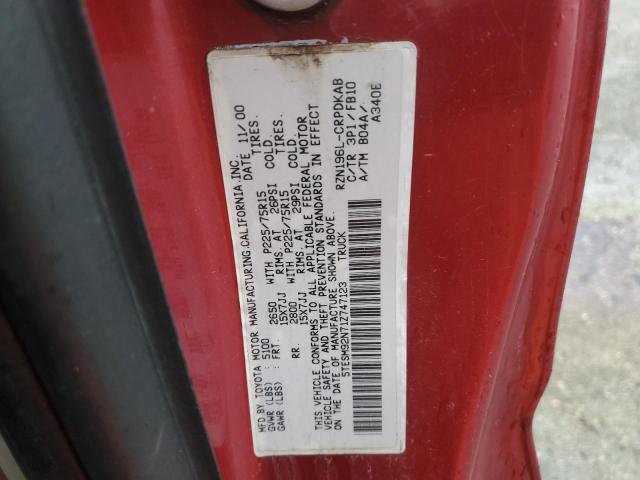 MFD.BY TOYOTA MOTOR MANUFACTURING.CALIFORNIA INC.
GVWR (LBS) : 5100 DATE 11/00
GAWR (LBS) : FRT. 2650 WITH P225/75R15 TIRES.
15X7JJ RIMS. AT 26PSI COLD.
RR. 2800 WITH P225/75R15 TIRES.
15X7JJ RIMS. AT 29PSI COLD.
THIS VEHICLE CONFORMS TO ALL APPLICABLE FEDERAL MOTOR
VEHICLE SAFETY AND THEFT PREVENTION STANDARDS IN EFFECT
ON THE DATE OF MANUFACTURE SHOWN ABOVE.
5TESM92N71Z747123 TRUCK
RZN196L-CRPDKAB
C/TR 3P1/FB10
A/TM B04A/
A340E